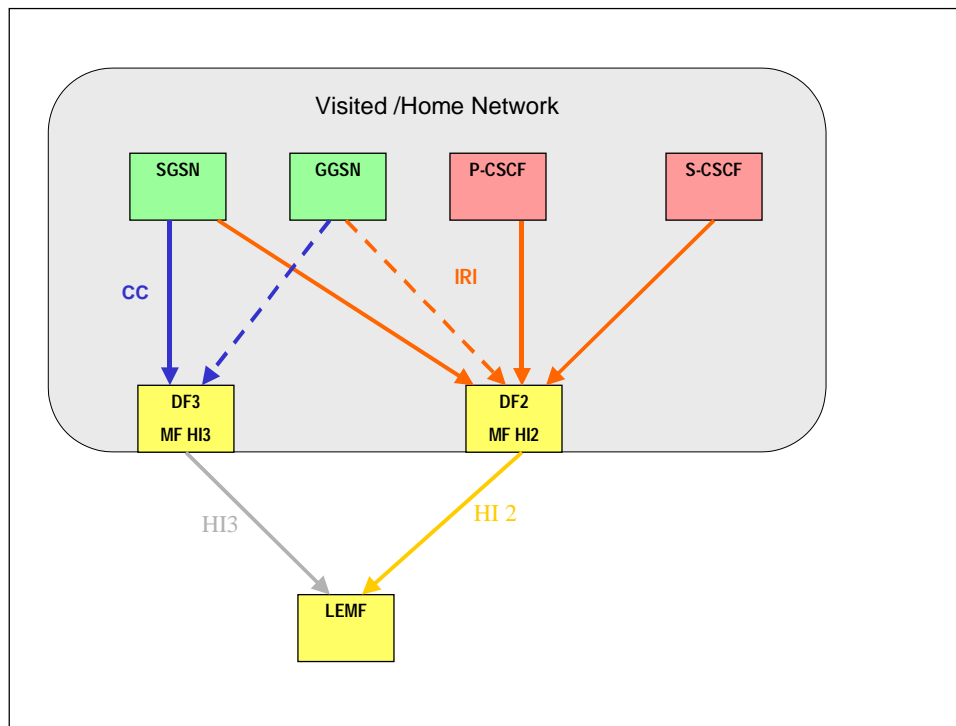 Visited /Home Network
SGSN
GGSN
P-CSCF
S-CSCF
CC
IRI
DF3
MF HI3
DF2
MF HI2
HI3
HI 2
LEMF